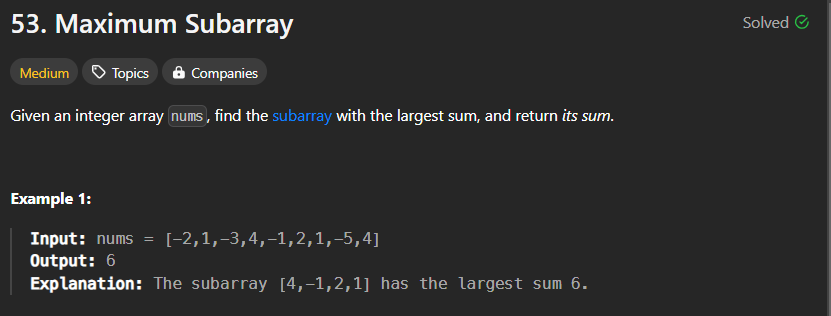 53. Maximum Subarray
Solved
Medium Topics Companies
Given an integer array nums, find the subarray with the largest sum, and return its sum.
Example 1:
Input: nums = [-2,1,-3,4,-1,2,1,-5,4]
Output: 6
Explanation: The subarray [4,-1,2,1] has the largest sum 6.